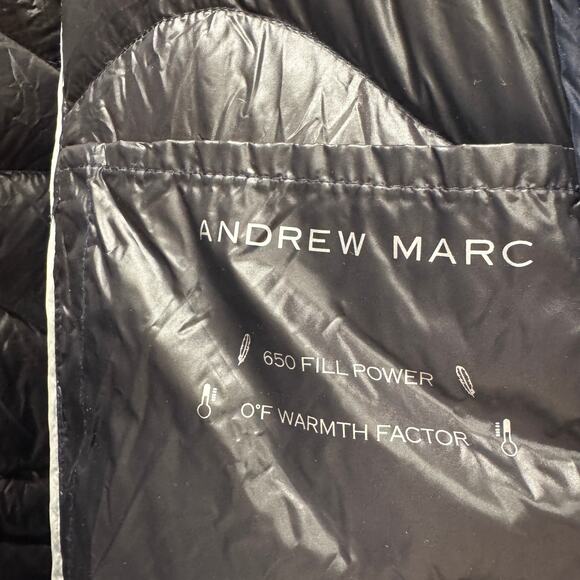 ANDREW MARC
650 FILL POWER
0°F WARMTH FACTOR